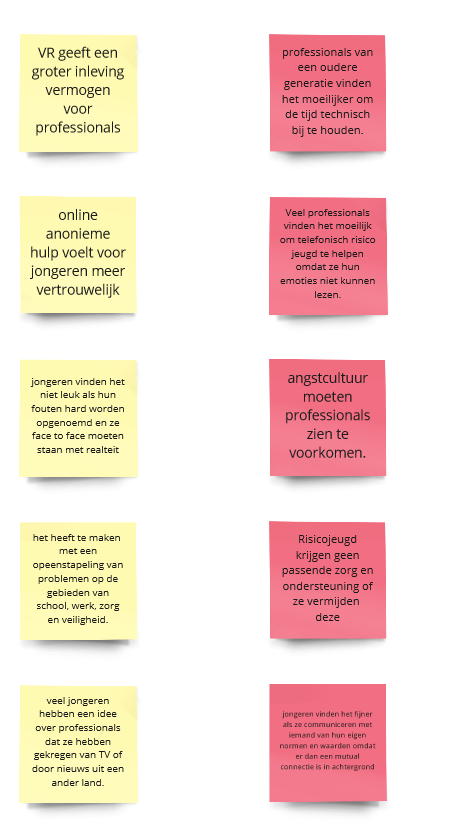 VR geeft een
groter inleving
vermogen
voor
professionals
professionals van
een oudere
generatie vinden
het moeilijker om
de tijd technisch
bij te houden.
online
anonieme
hulp voelt voor
jongeren meer
vertrouwelijk
Veel professionals
vinden het moeilijk
om telefonisch risico
jeugd te helpen
omdat ze hun
emoties niet kunnen
lezen.
jongeren vinden het
niet leuk als hun
fouten hard worden
opgenoemd en ze
face to face moeten
staan met realteit
angstcultuur
moeten
professionals
zien te
voorkomen.
het heeft te maken
met een
opeenstapeling van
problemen op de
gebieden van
school, werk, zorg
en veiligheid.
Risicojeugd
krijgen geen
passende zorg en
ondersteuning of
ze vermijden
deze
veel jongeren
hebben een idee
over professionals
dat ze hebben
gekregen van TV of
door nieuws uit een
ander land.
jongeren vinden het fijner
als ze communiceren met
iemand van hun eigen
normen en waarden omdat
er dan een mutual
connectie is in achtergrond